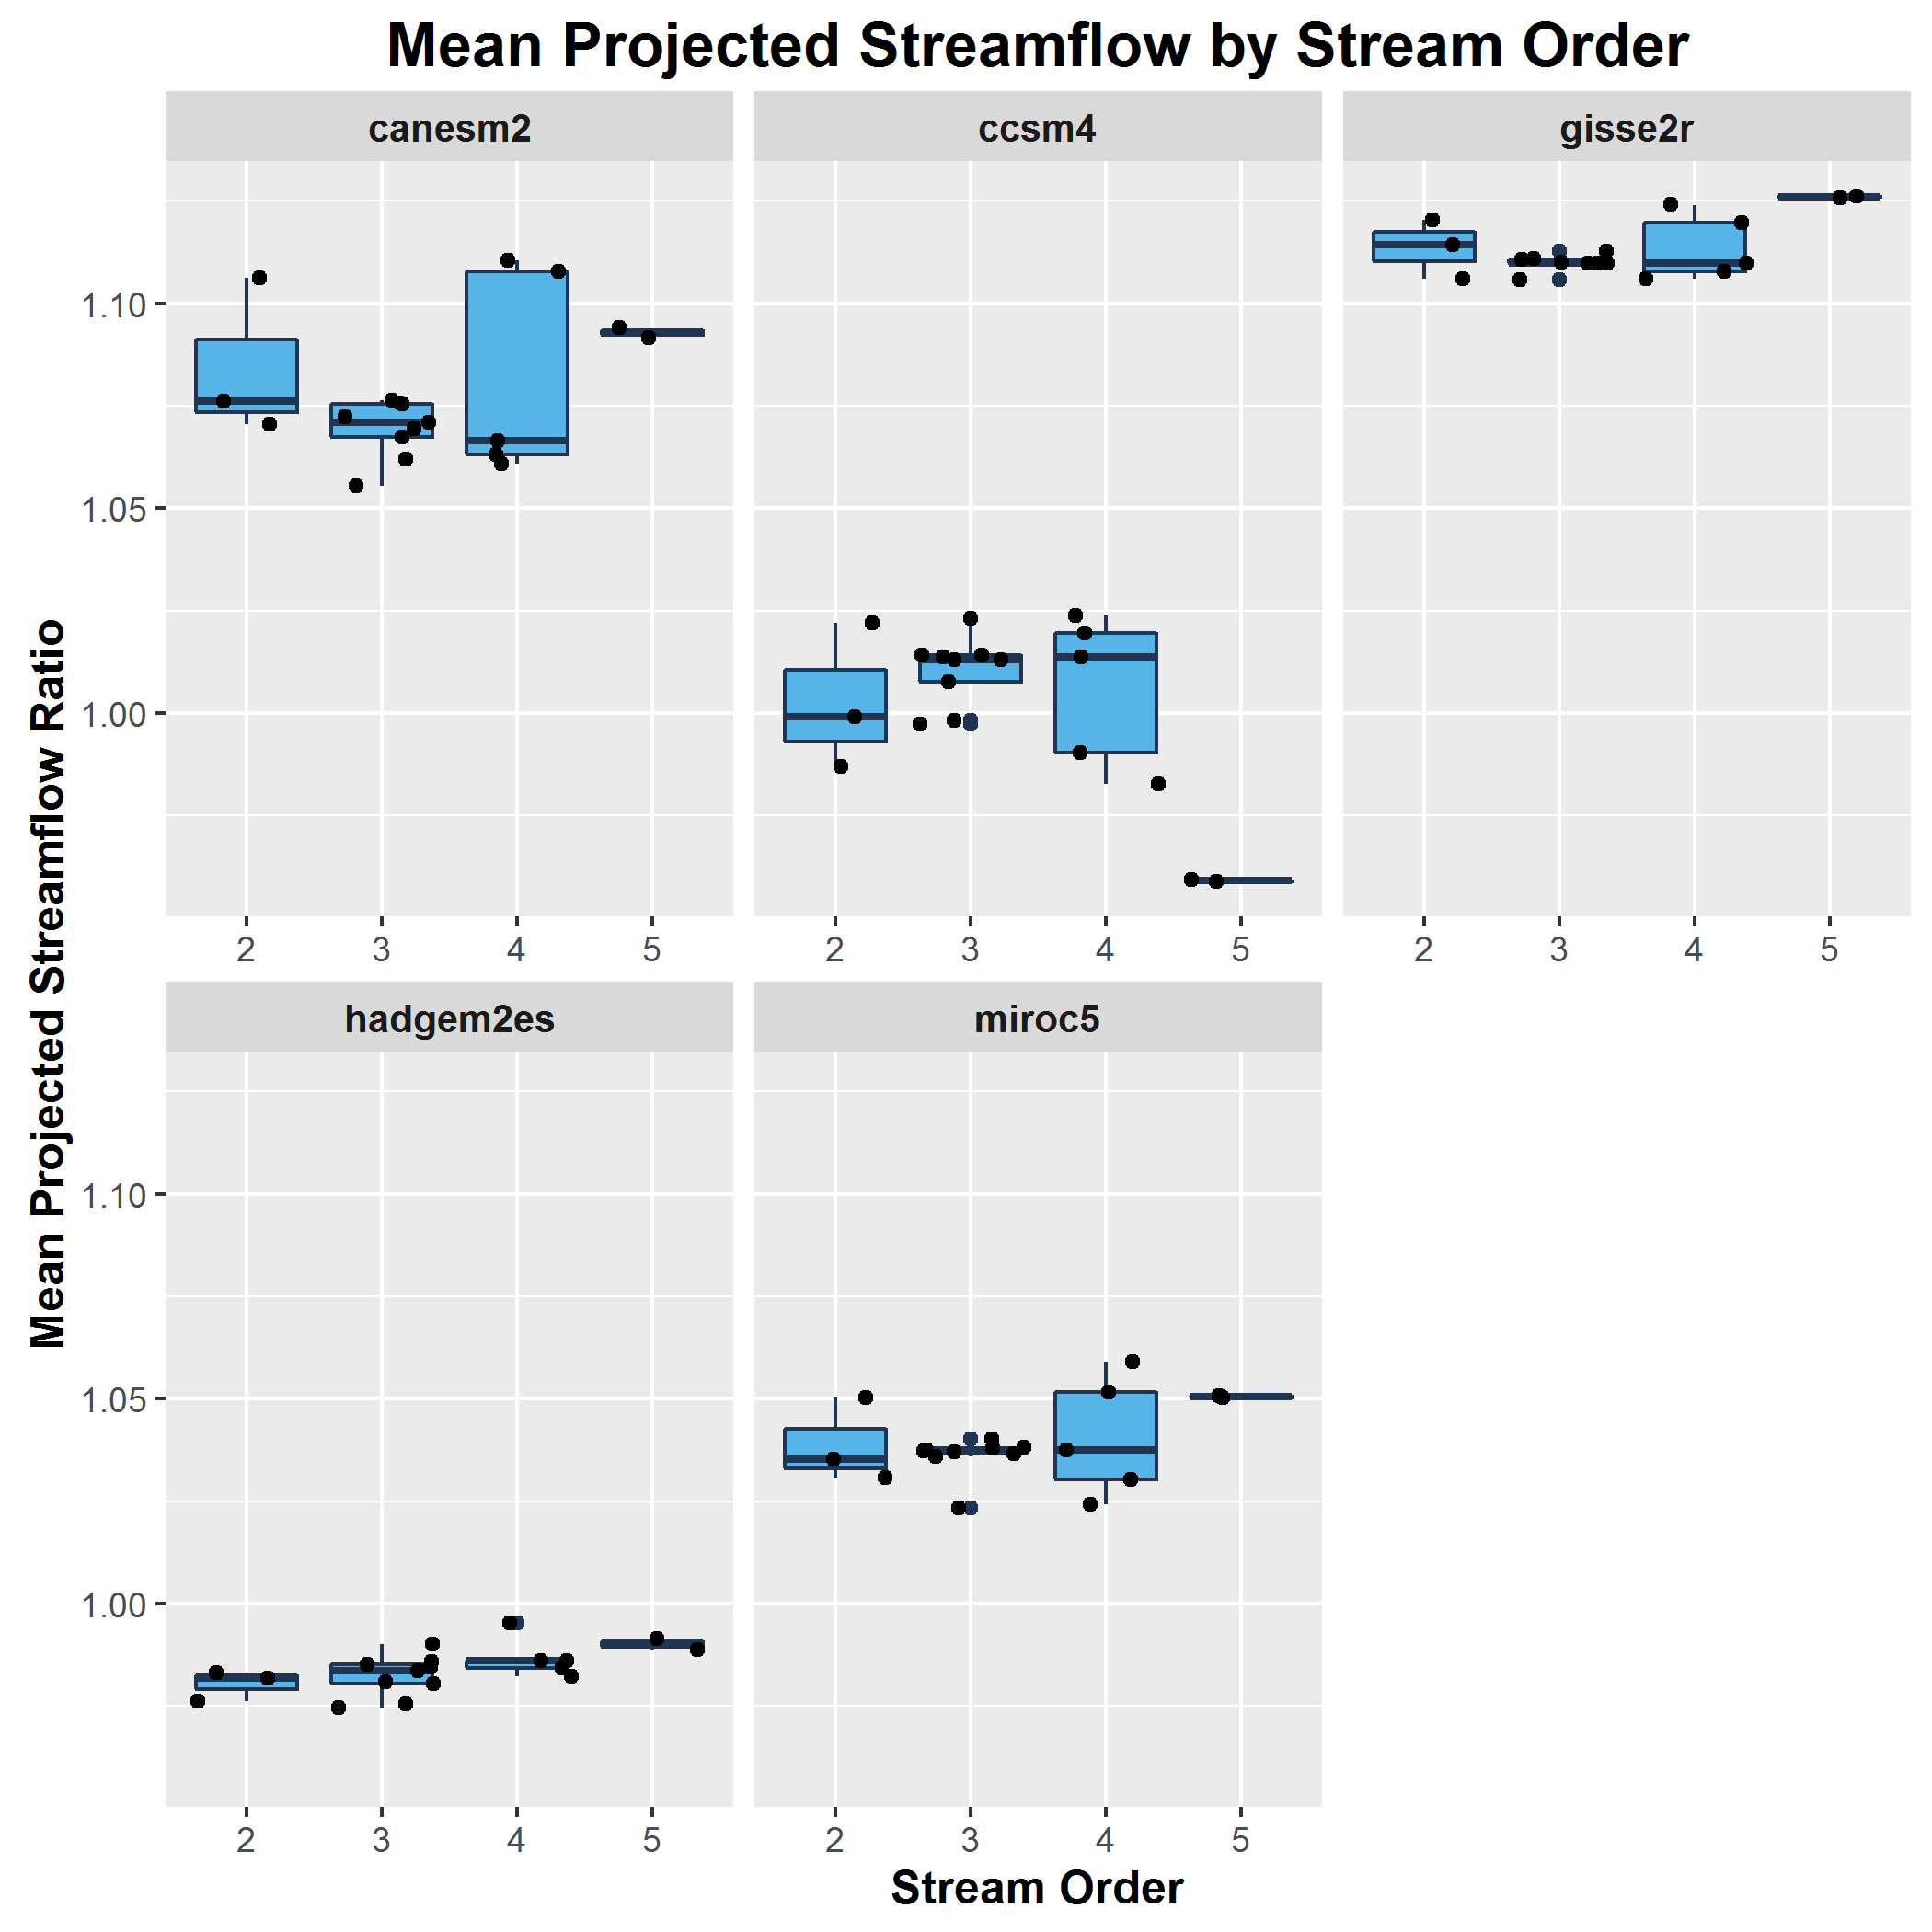 Mean Projected Streamflow by Stream Order
canesm2
ccsm4
gisse2r
1.10
1.05
1.00
2 3 4 5
2 3 4 5
2 3 4 5
hadgem2es
miroc5
1.10
1.05
1.00
2 3 4 5
2 3 4 5
Mean Projected Streamflow Ratio
Stream Order